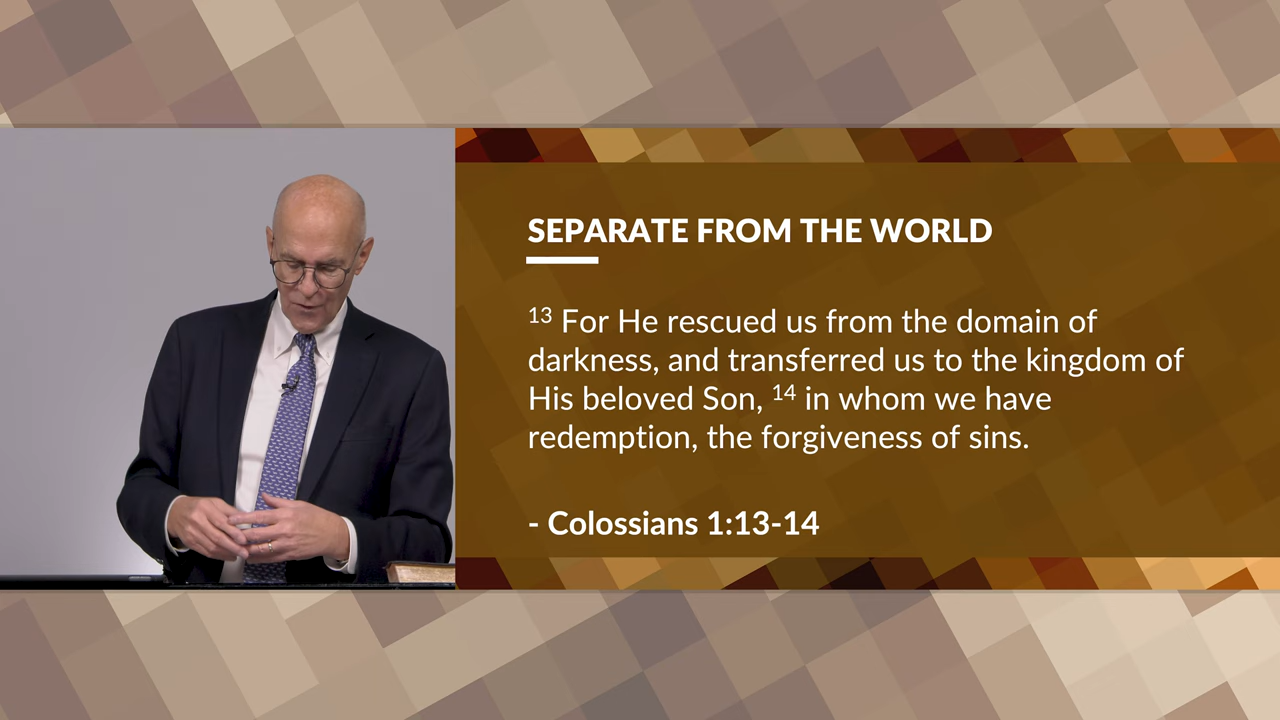 SEPARATE FROM THE WORLD
13 For He rescued us from the domain of
darkness, and transferred us to the kingdom of
His beloved Son, 14 in whom we have
redemption, the forgiveness of sins.
- Colossians 1:13-14